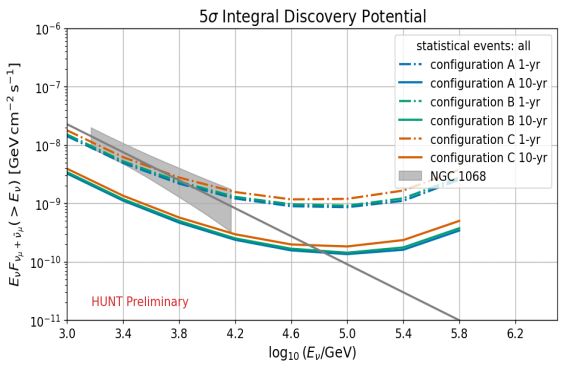 5σ Integral Discovery Potential
E_νF_{ν_μ + ν̄_μ}(> E_ν) [GeV cm⁻² s⁻¹]
10⁻⁶
10⁻⁷
10⁻⁸
10⁻⁹
10⁻¹⁰
10⁻¹¹
statistical events: all
configuration A 1-yr
configuration A 10-yr
configuration B 1-yr
configuration B 10-yr
configuration C 1-yr
configuration C 10-yr
NGC 1068
HUNT Preliminary
3.0 3.4 3.8 4.2 4.6 5.0 5.4 5.8 6.2
log₁₀ (E_ν/GeV)